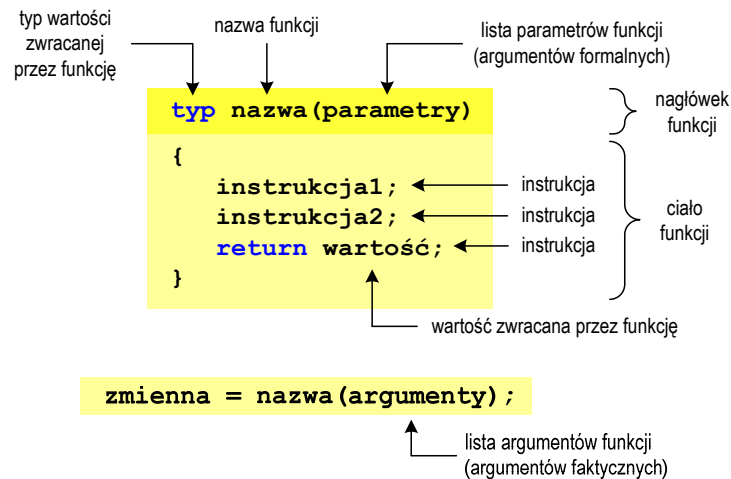 typ wartości
zwracanej
przez funkcję
nazwa funkcji
lista parametrów funkcji
(argumentów formalnych)
typ nazwa(parametry)
nagłówek
funkcji
{
instrukcja1;
instrukcja
instrukcja2;
instrukcja
return wartość;
instrukcja
}
ciało
funkcji
wartość zwracana przez funkcję
zmienna = nazwa(argumenty);
lista argumentów funkcji
(argumentów faktycznych)